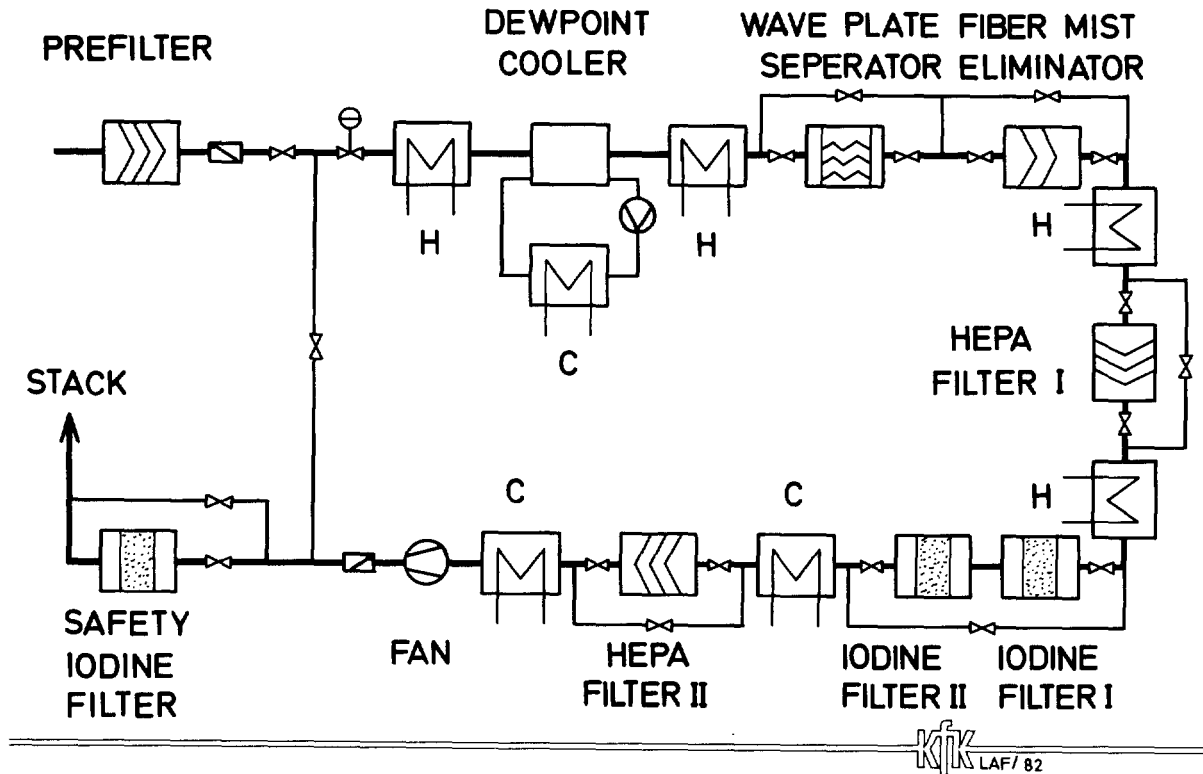 PREFILTER
DEWPOINT
COOLER
WAVE PLATE FIBER MIST
SEPERATOR ELIMINATOR
H
H
H
C
HEPA
FILTER I
STACK
H
C
C
SAFETY
IODINE
FILTER
FAN
HEPA
FILTER II
IODINE
FILTER II
IODINE
FILTER I
KfK LAF/ 82